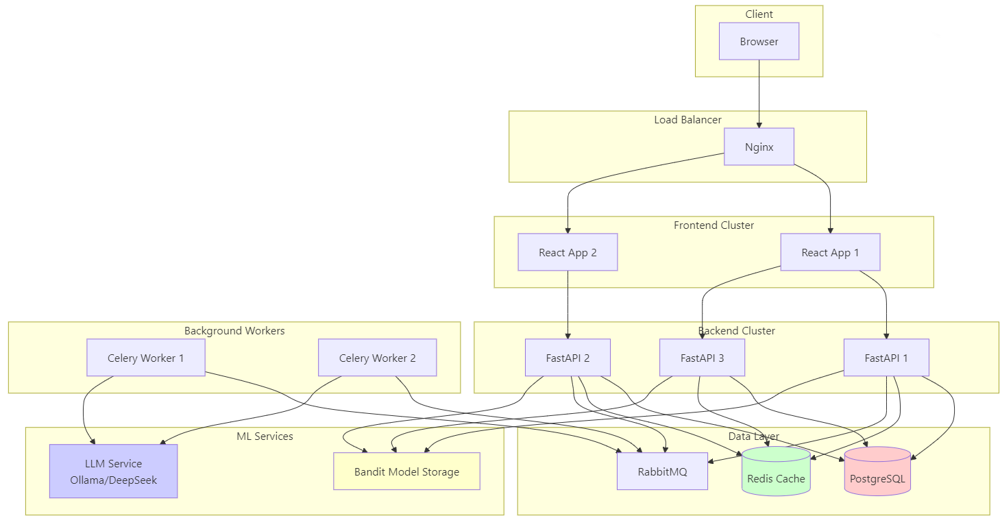 Client
Browser
Load Balancer
Nginx
Frontend Cluster
React App 2
React App 1
Background Workers
Celery Worker 1
Celery Worker 2
Backend Cluster
FastAPI 2
FastAPI 3
FastAPI 1
ML Services
LLM Service
Ollama/DeepSeek
Bandit Model Storage
Data Layer
RabbitMQ
Redis Cache
PostgreSQL